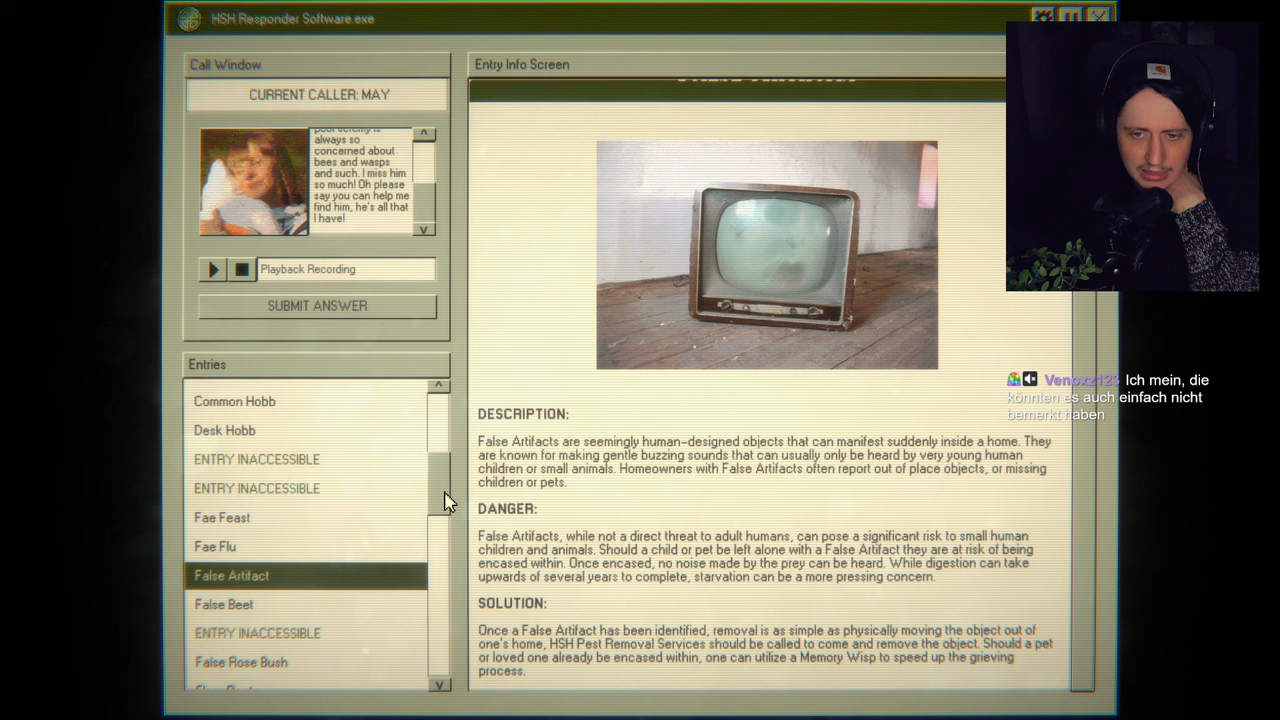 HSH Responder Software.exe
Call Window
Entry Info Screen
CURRENT CALLER: MAY
always so
concerned about
bees and wasps
and such. I miss him
so much! Oh please
say you can help me
find him, he's all that
I have!
Playback Recording
SUBMIT ANSWER
Entries
Common Hobb
Desk Hobb
ENTRY INACCESSIBLE
ENTRY INACCESSIBLE
Fae Feast
Fae Flu
False Artifact
False Beet
ENTRY INACCESSIBLE
False Rose Bush
DESCRIPTION:
False Artifacts are seemingly human-designed objects that can manifest suddenly inside a home. They
are known for making gentle buzzing sounds that can usually only be heard by very young human
children or small animals. Homeowners with False Artifacts often report out of place objects, or missing
children or pets.
DANGER:
False Artifacts, while not a direct threat to adult humans, can pose a significant risk to small human
children and animals. Should a child or pet be left alone with a False Artifact they are at risk of being
encased within. Once encased, no noise made by the prey can be heard. While digestion can take
upwards of several years to complete, starvation can be a more pressing concern.
SOLUTION:
Once a False Artifact has been identified, removal is as simple as physically moving the object out of
one's home, HSH Pest Removal Services should be called to come and remove the object. Should a pet
or loved one already be encased within, one can utilize a Memory Wisp to speed up the grieving
process.
Venoxz123 Ich mein, die
könnten es auch einfach nicht
bemerkt haben